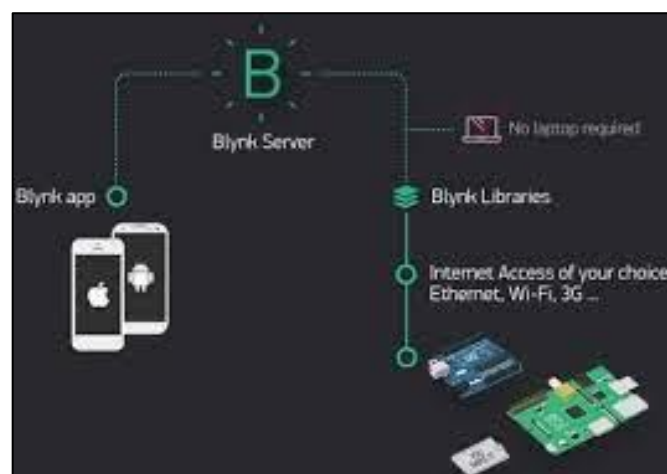 B
Blynk Server
No laptop required
Blynk app
Blynk Libraries
Internet Access of your choice
Ethernet, Wi-Fi, 3G ...